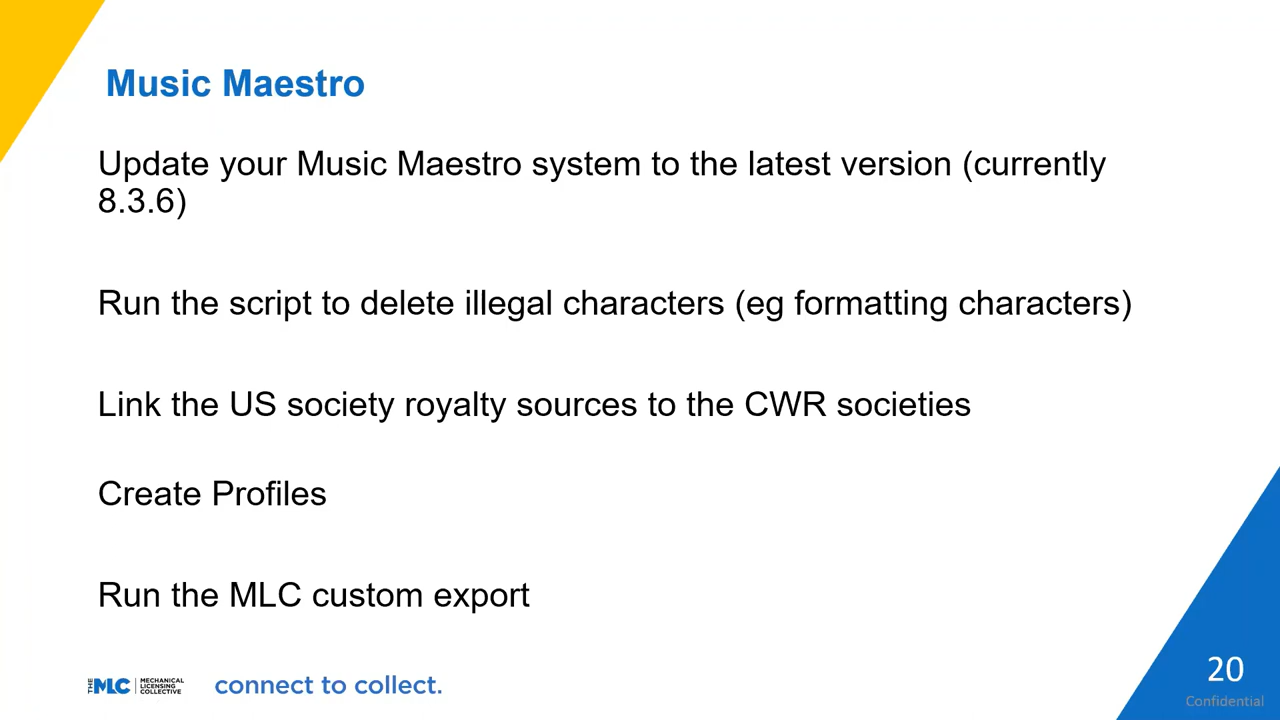 Music Maestro
Update your Music Maestro system to the latest version (currently
8.3.6)
Run the script to delete illegal characters (eg formatting characters)
Link the US society royalty sources to the CWR societies
Create Profiles
Run the MLC custom export
THE MLC MECHANICAL
LICENSING
COLLECTIVE
connect to collect.
20
Confidential